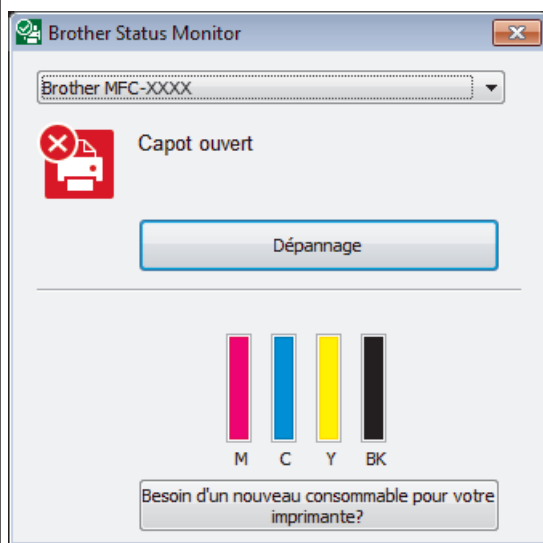 Brother Status Monitor
Brother MFC-XXXX
Capot ouvert
Dépannage
M C Y BK
Besoin d'un nouveau consommable pour votre
imprimante?